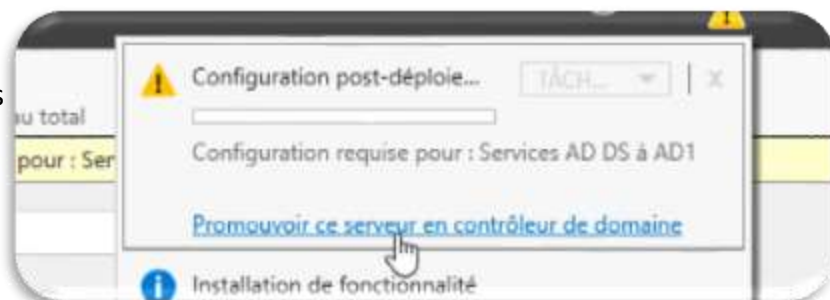 s
au total
pour : Ser
Configuration post-déploie...
TÂCH...
X
Configuration requise pour : Services AD DS à AD1
Promouvoir ce serveur en contrôleur de domaine
Installation de fonctionnalité